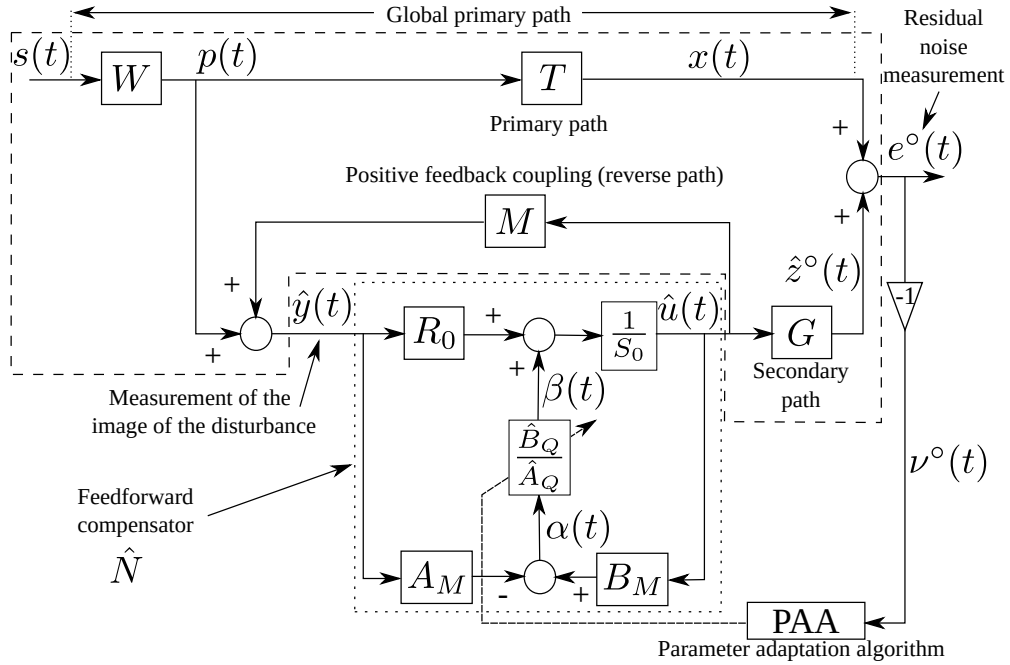 Global primary path
Residual
noise
measurement
s(t)
W
p(t)
T
x(t)
Primary path
+
e°(t)
Positive feedback coupling (reverse path)
M
+
+
ẑ°(t)
-1
ŷ(t)
R₀
+
1
S₀
û(t)
G
+
+
Secondary
path
β(t)
Measurement of the
image of the disturbance
B̂_Q
Â_Q
ν°(t)
Feedforward
compensator
N̂
α(t)
A_M
-
+
B_M
PAA
Parameter adaptation algorithm